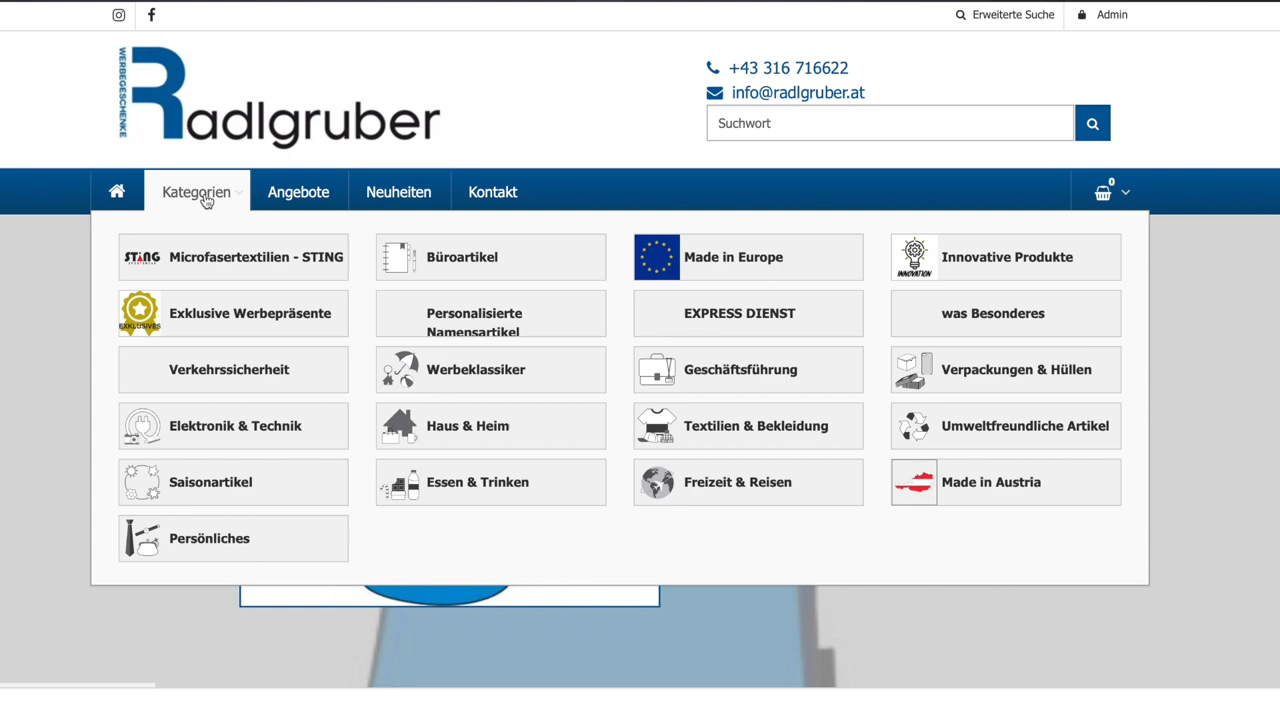 Erweiterte Suche
Admin
WERBEGESCHENKE
Radlgruber
+43 316 716622
info@radlgruber.at
Suchwort
Kategorien
Angebote
Neuheiten
Kontakt
0
STING
Microfasertextilien - STING
Büroartikel
Made in Europe
INNOVATION
Innovative Produkte
EXKLUSIVES
Exklusive Werbepräsente
Personalisierte
Namensartikel
EXPRESS DIENST
was Besonderes
Verkehrssicherheit
Werbeklassiker
Geschäftsführung
Verpackungen & Hüllen
Elektronik & Technik
Haus & Heim
Textilien & Bekleidung
Umweltfreundliche Artikel
Saisonartikel
Essen & Trinken
Freizeit & Reisen
Made in Austria
Persönliches